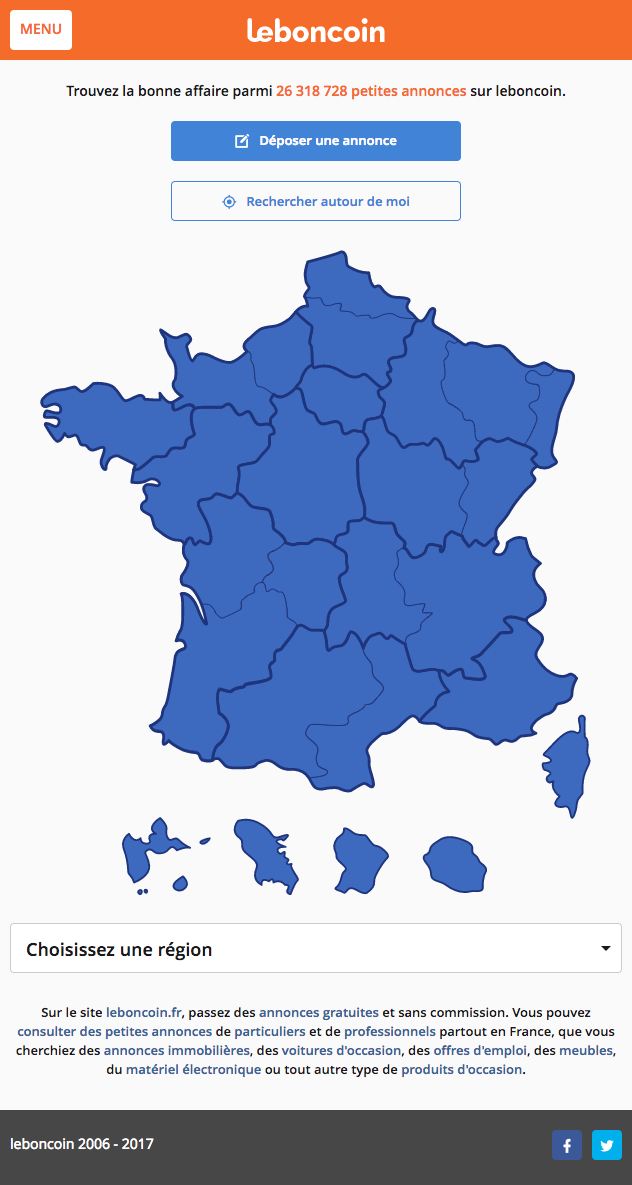 MENU
leboncoin
Trouvez la bonne affaire parmi 26 318 728 petites annonces sur leboncoin.
Déposer une annonce
Rechercher autour de moi
Choisissez une région
Sur le site leboncoin.fr, passez des annonces gratuites et sans commission. Vous pouvez
consulter des petites annonces de particuliers et de professionnels partout en France, que vous
cherchiez des annonces immobilières, des voitures d'occasion, des offres d'emploi, des meubles,
du matériel électronique ou tout autre type de produits d'occasion.
leboncoin 2006 - 2017